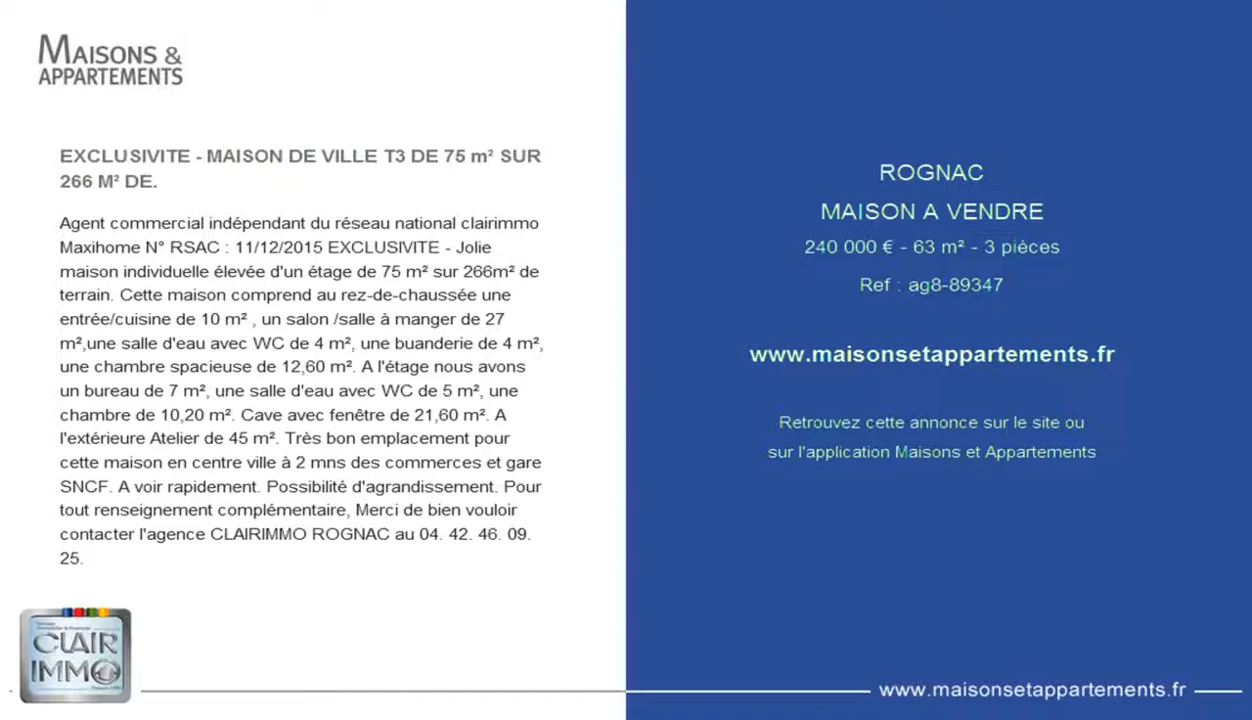 MAISONS &
APPARTEMENTS
EXCLUSIVITE - MAISON DE VILLE T3 DE 75 m² SUR
266 M² DE.
Agent commercial indépendant du réseau national clairimmo
Maxihome N° RSAC : 11/12/2015 EXCLUSIVITE - Jolie
maison individuelle élevée d'un étage de 75 m² sur 266m² de
terrain. Cette maison comprend au rez-de-chaussée une
entrée/cuisine de 10 m² , un salon /salle à manger de 27
m²,une salle d'eau avec WC de 4 m², une buanderie de 4 m²,
une chambre spacieuse de 12,60 m². A l'étage nous avons
un bureau de 7 m², une salle d'eau avec WC de 5 m², une
chambre de 10,20 m². Cave avec fenêtre de 21,60 m². A
l'extérieure Atelier de 45 m². Très bon emplacement pour
cette maison en centre ville à 2 mns des commerces et gare
SNCF. A voir rapidement. Possibilité d'agrandissement. Pour
tout renseignement complémentaire, Merci de bien vouloir
contacter l'agence CLAIRIMMO ROGNAC au 04. 42. 46. 09.
25.
CLAIR
IMMO
ROGNAC
MAISON A VENDRE
240 000 € - 63 m² - 3 pièces
Ref : ag8-89347
www.maisonsetappartements.fr
Retrouvez cette annonce sur le site ou
sur l'application Maisons et Appartements
www.maisonsetappartements.fr